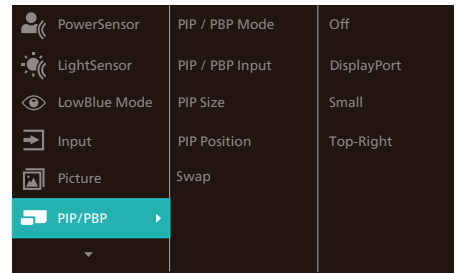 PowerSensor PIP / PBP Mode Off
LightSensor PIP / PBP Input DisplayPort
LowBlue Mode PIP Size Small
Input PIP Position Top-Right
Picture Swap
PIP/PBP